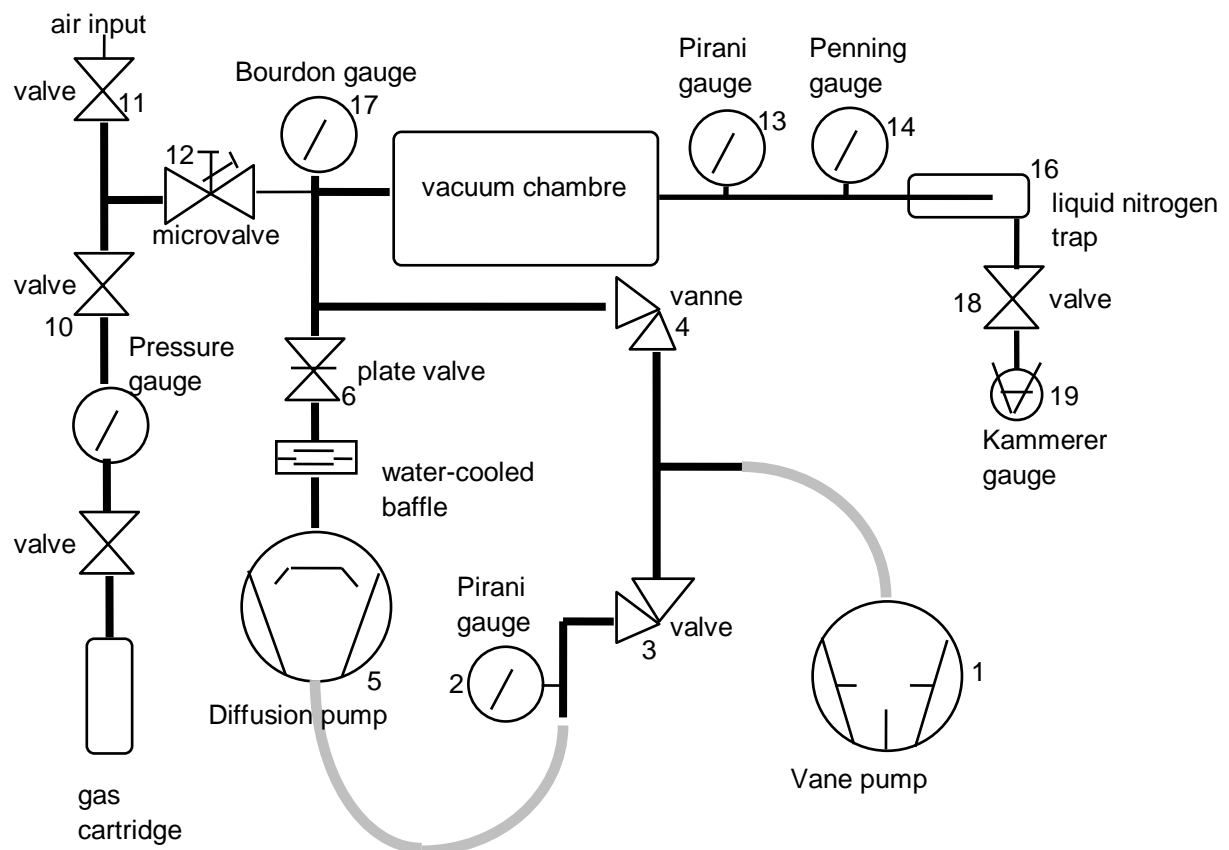 air input
valve
11
Bourdon gauge
17
Pirani
gauge
13
Penning
gauge
14
12
microvalve
vacuum chambre
16
liquid nitrogen
trap
valve
10
vanne
4
18
valve
Pressure
gauge
plate valve
6
19
Kammerer
gauge
water-cooled
baffle
valve
Pirani
gauge
valve
3
2
5
Diffusion pump
1
Vane pump
gas
cartridge